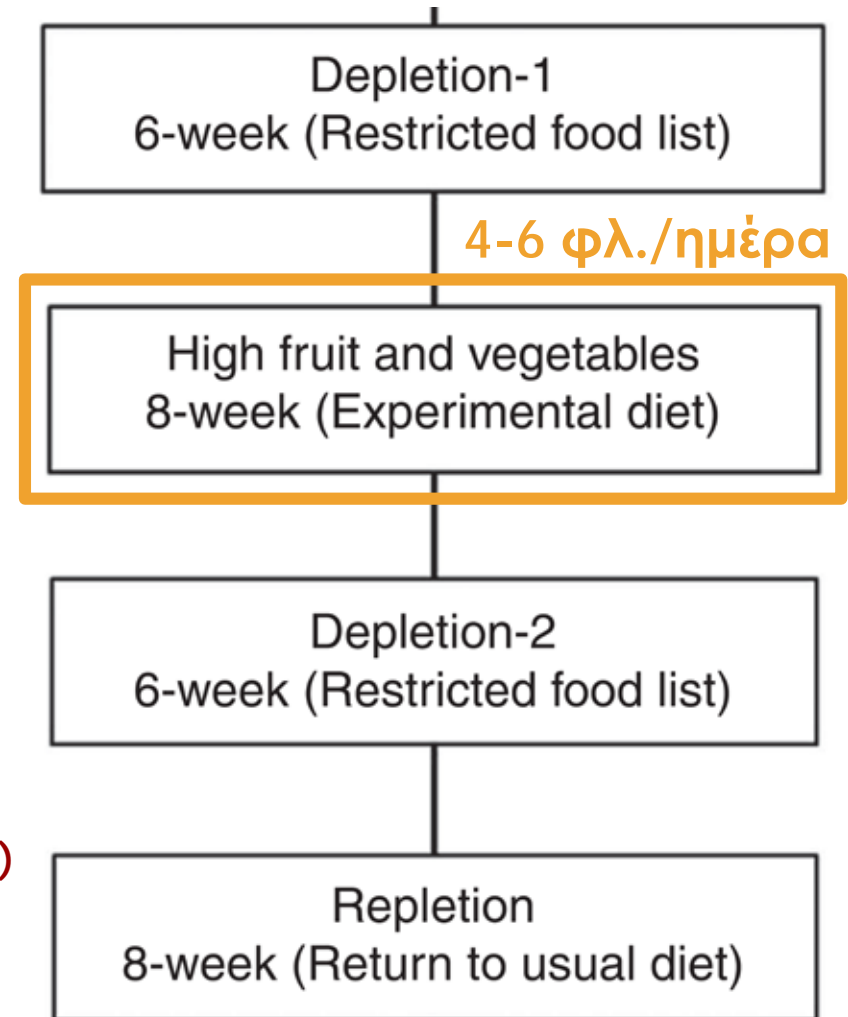 Depletion-1
6-week (Restricted food list)
4-6 φλ./ημέρα
High fruit and vegetables
8-week (Experimental diet)
Depletion-2
6-week (Restricted food list)
)
Repletion
8-week (Return to usual diet)